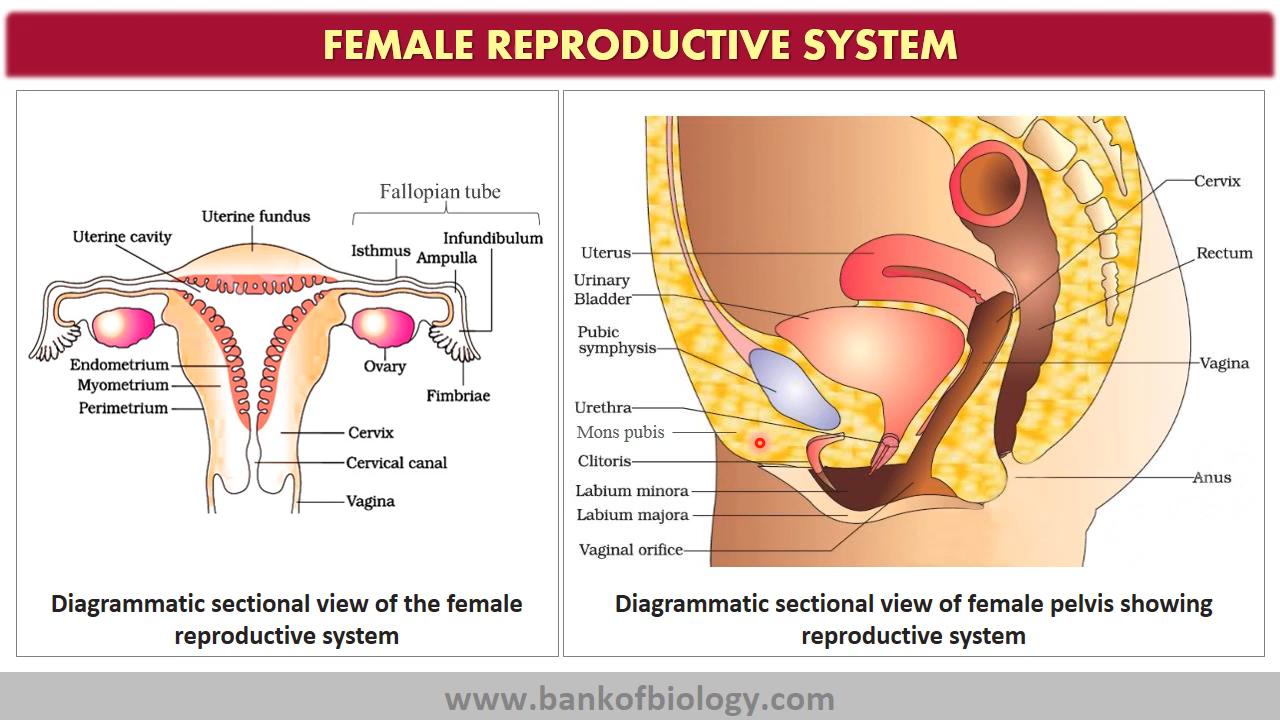 FEMALE REPRODUCTIVE SYSTEM
Fallopian tube
Uterine fundus
Uterine cavity
Isthmus
Infundibulum
Ampulla
Endometrium
Myometrium
Perimetrium
Ovary
Fimbriae
Cervix
Cervical canal
Vagina
Diagrammatic sectional view of the female
reproductive system
Uterus
Urinary
Bladder
Pubic
symphysis
Urethra
Mons pubis
Clitoris
Labium minora
Labium majora
Vaginal orifice
Cervix
Rectum
Vagina
Anus
Diagrammatic sectional view of female pelvis showing
reproductive system
www.bankofbiology.com